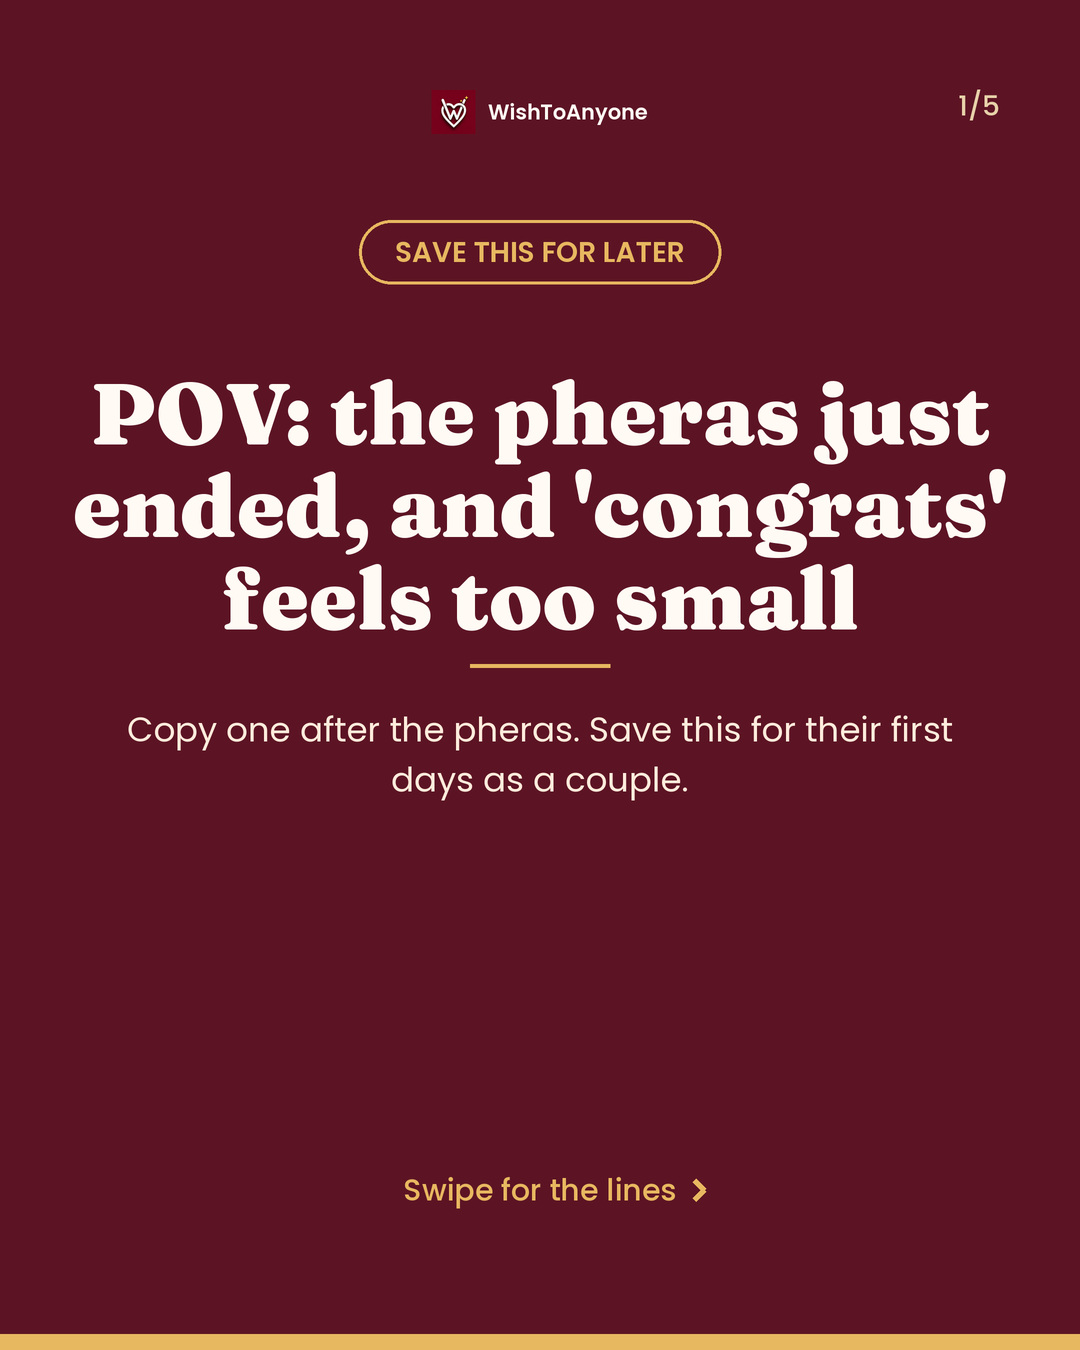 WishToAnyone
1/5
SAVE THIS FOR LATER
POV: the pheras just
ended, and 'congrats'
feels too small
Copy one after the pheras. Save this for their first
days as a couple.
Swipe for the lines